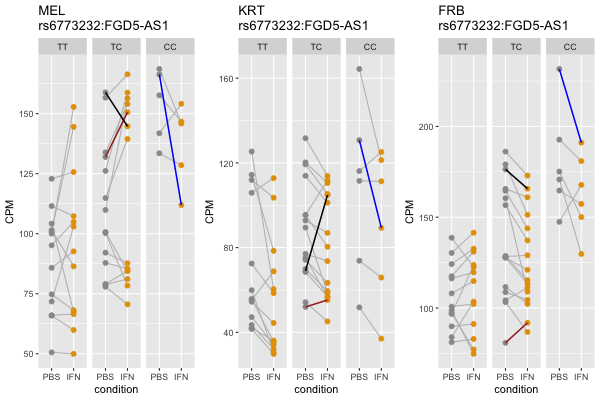 MEL
rs6773232:FGD5-AS1
TT TC CC
150
125
100
75
50
CPM
PBS IFN PBS IFN PBS IFN
condition
KRT
rs6773232:FGD5-AS1
TT TC CC
160
120
80
40
CPM
PBS IFN PBS IFN PBS IFN
condition
FRB
rs6773232:FGD5-AS1
TT TC CC
200
150
100
CPM
PBS IFN PBS IFN PBS IFN
condition